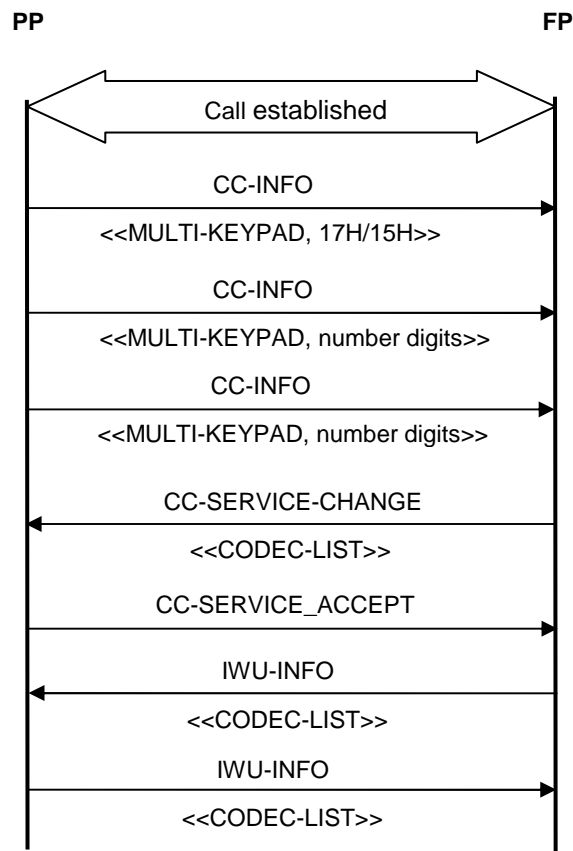 PP FP
Call established
CC-INFO
<<MULTI-KEYPAD, 17H/15H>>
CC-INFO
<<MULTI-KEYPAD, number digits>>
CC-INFO
<<MULTI-KEYPAD, number digits>>
CC-SERVICE-CHANGE
<<CODEC-LIST>>
CC-SERVICE_ACCEPT
IWU-INFO
<<CODEC-LIST>>
IWU-INFO
<<CODEC-LIST>>